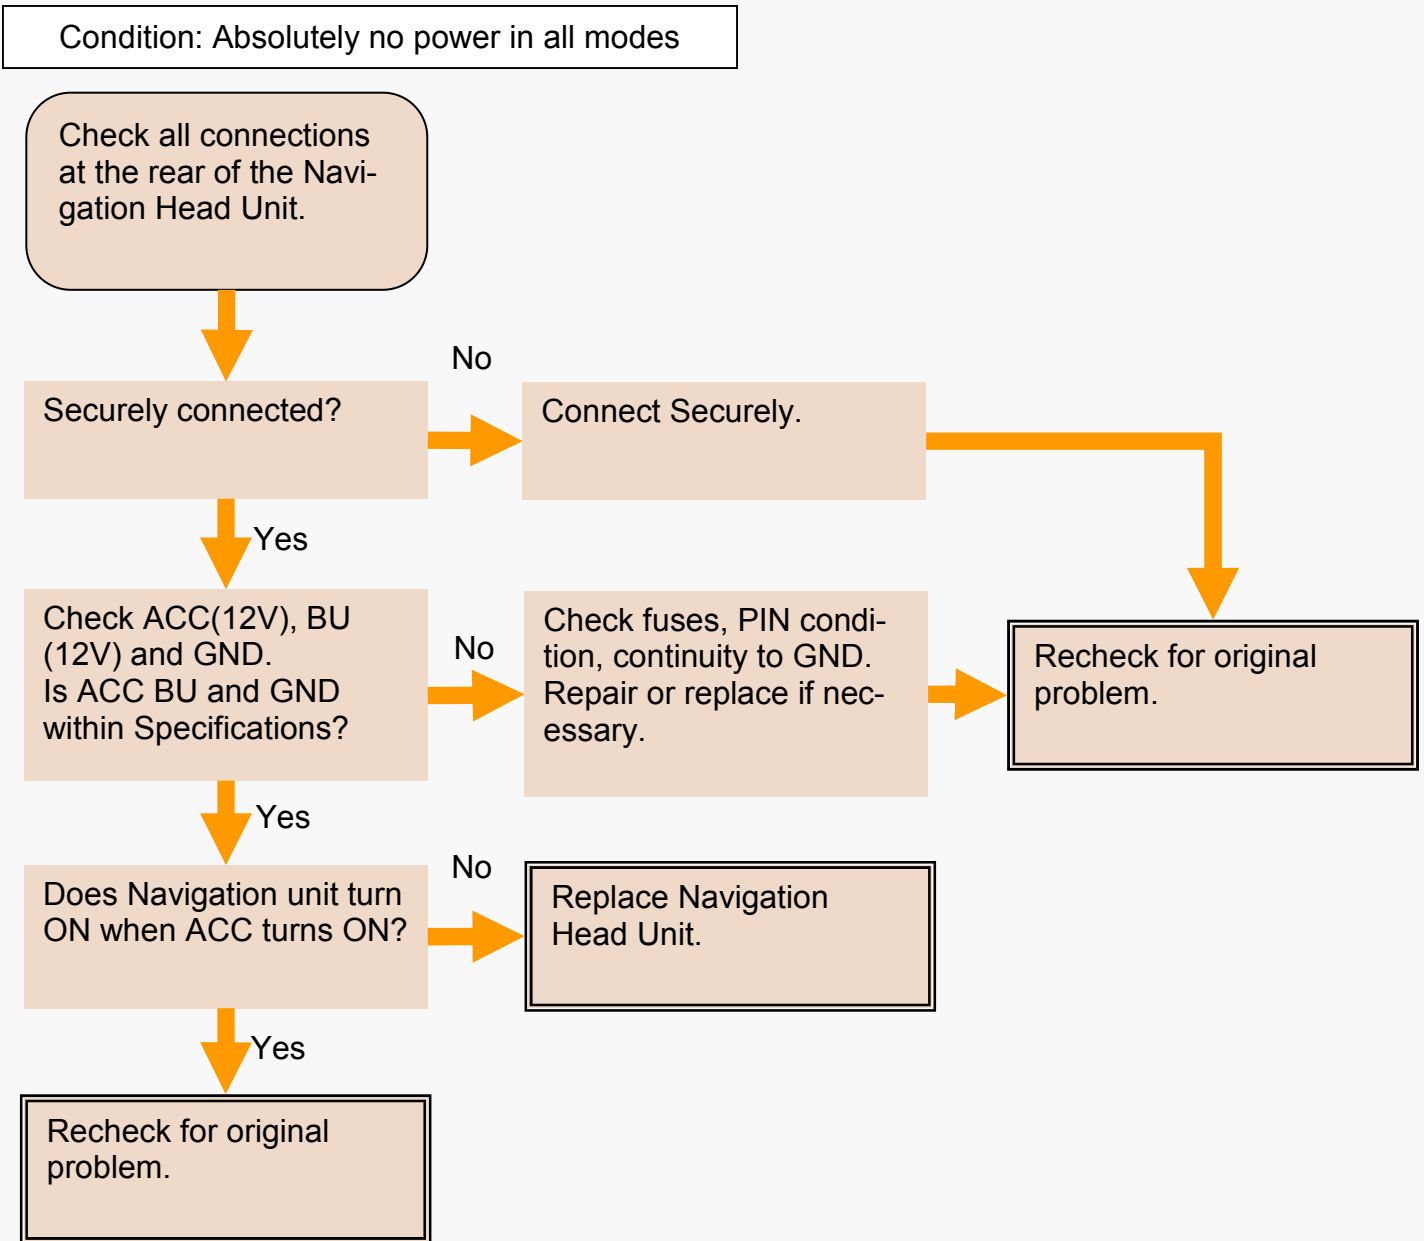 Condition: Absolutely no power in all modes
Check all connections
at the rear of the Navi-
gation Head Unit.
No
Securely connected?
Connect Securely.
Yes
Check ACC(12V), BU
(12V) and GND.
Is ACC BU and GND
within Specifications?
No
Check fuses, PIN condi-
tion, continuity to GND.
Repair or replace if nec-
essary.
Recheck for original
problem.
Yes
Does Navigation unit turn
ON when ACC turns ON?
No
Replace Navigation
Head Unit.
Yes
Recheck for original
problem.